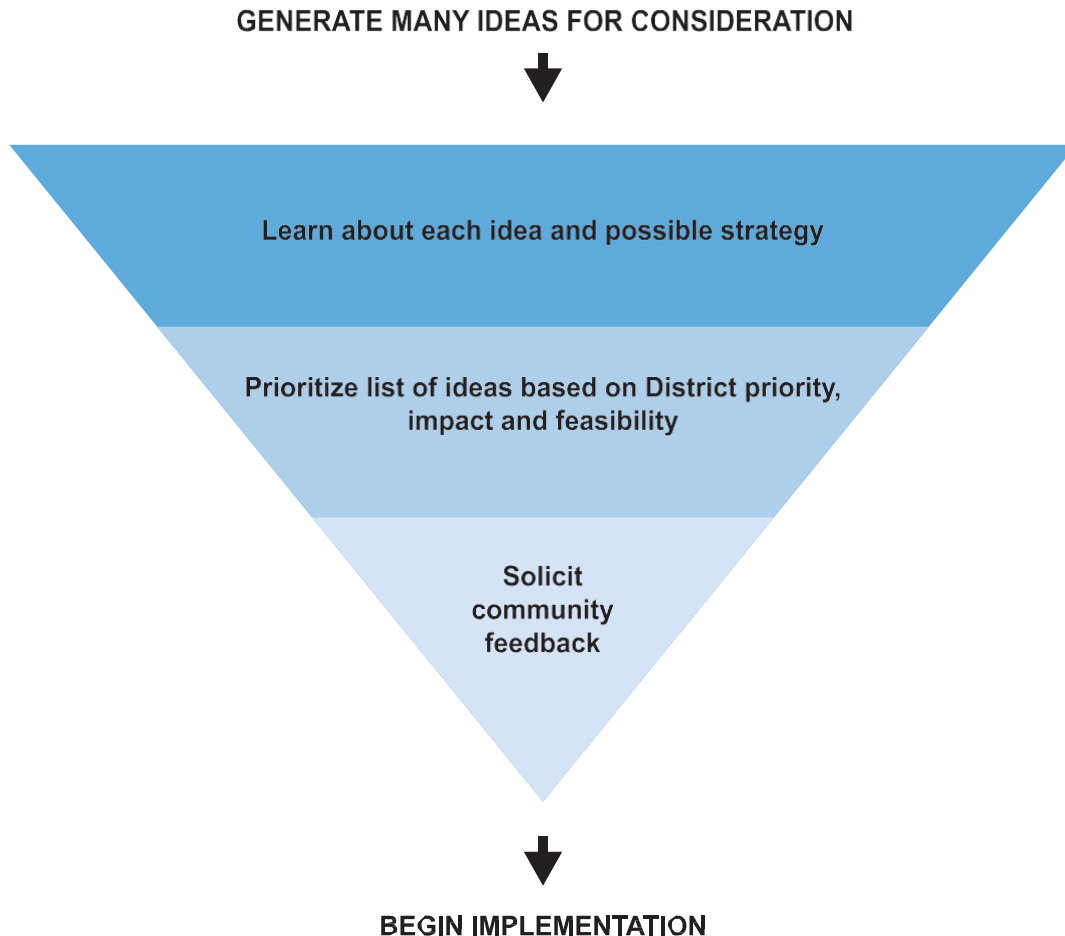 GENERATE MANY IDEAS FOR CONSIDERATION
Learn about each idea and possible strategy
Prioritize list of ideas based on District priority,
impact and feasibility
Solicit
community
feedback
BEGIN IMPLEMENTATION